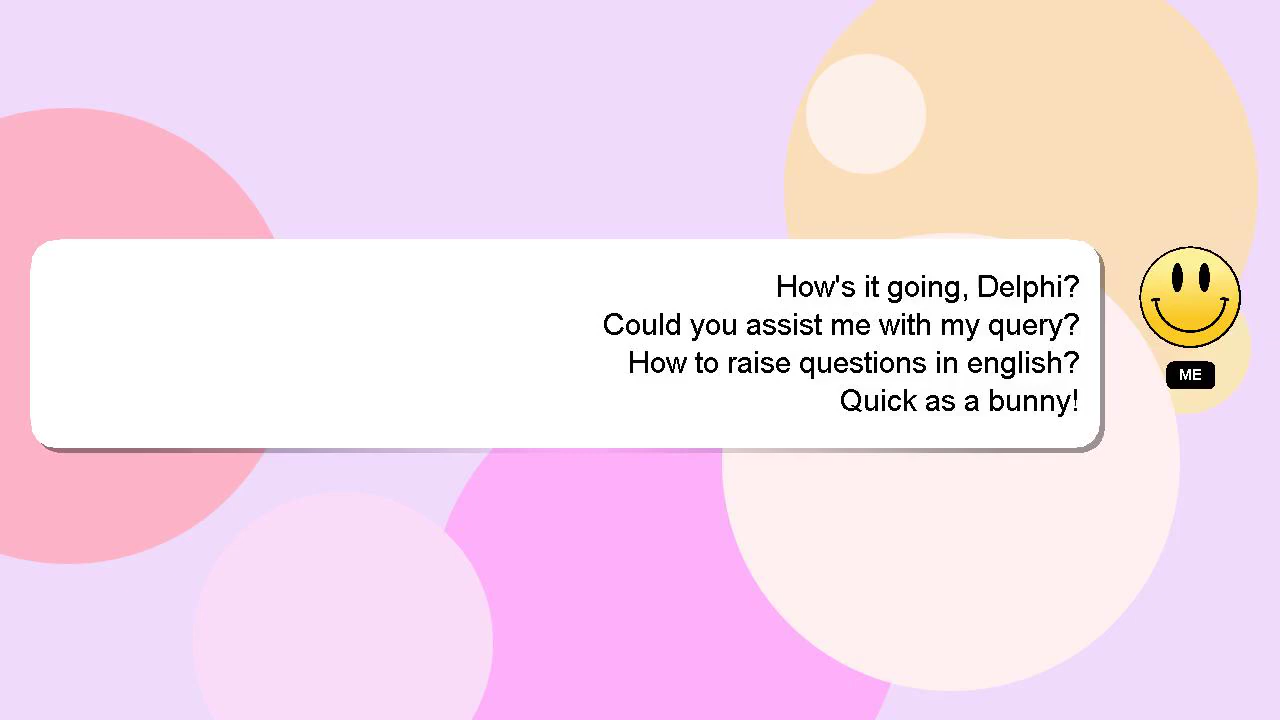 How's it going, Delphi?
Could you assist me with my query?
How to raise questions in english?
Quick as a bunny!
ME